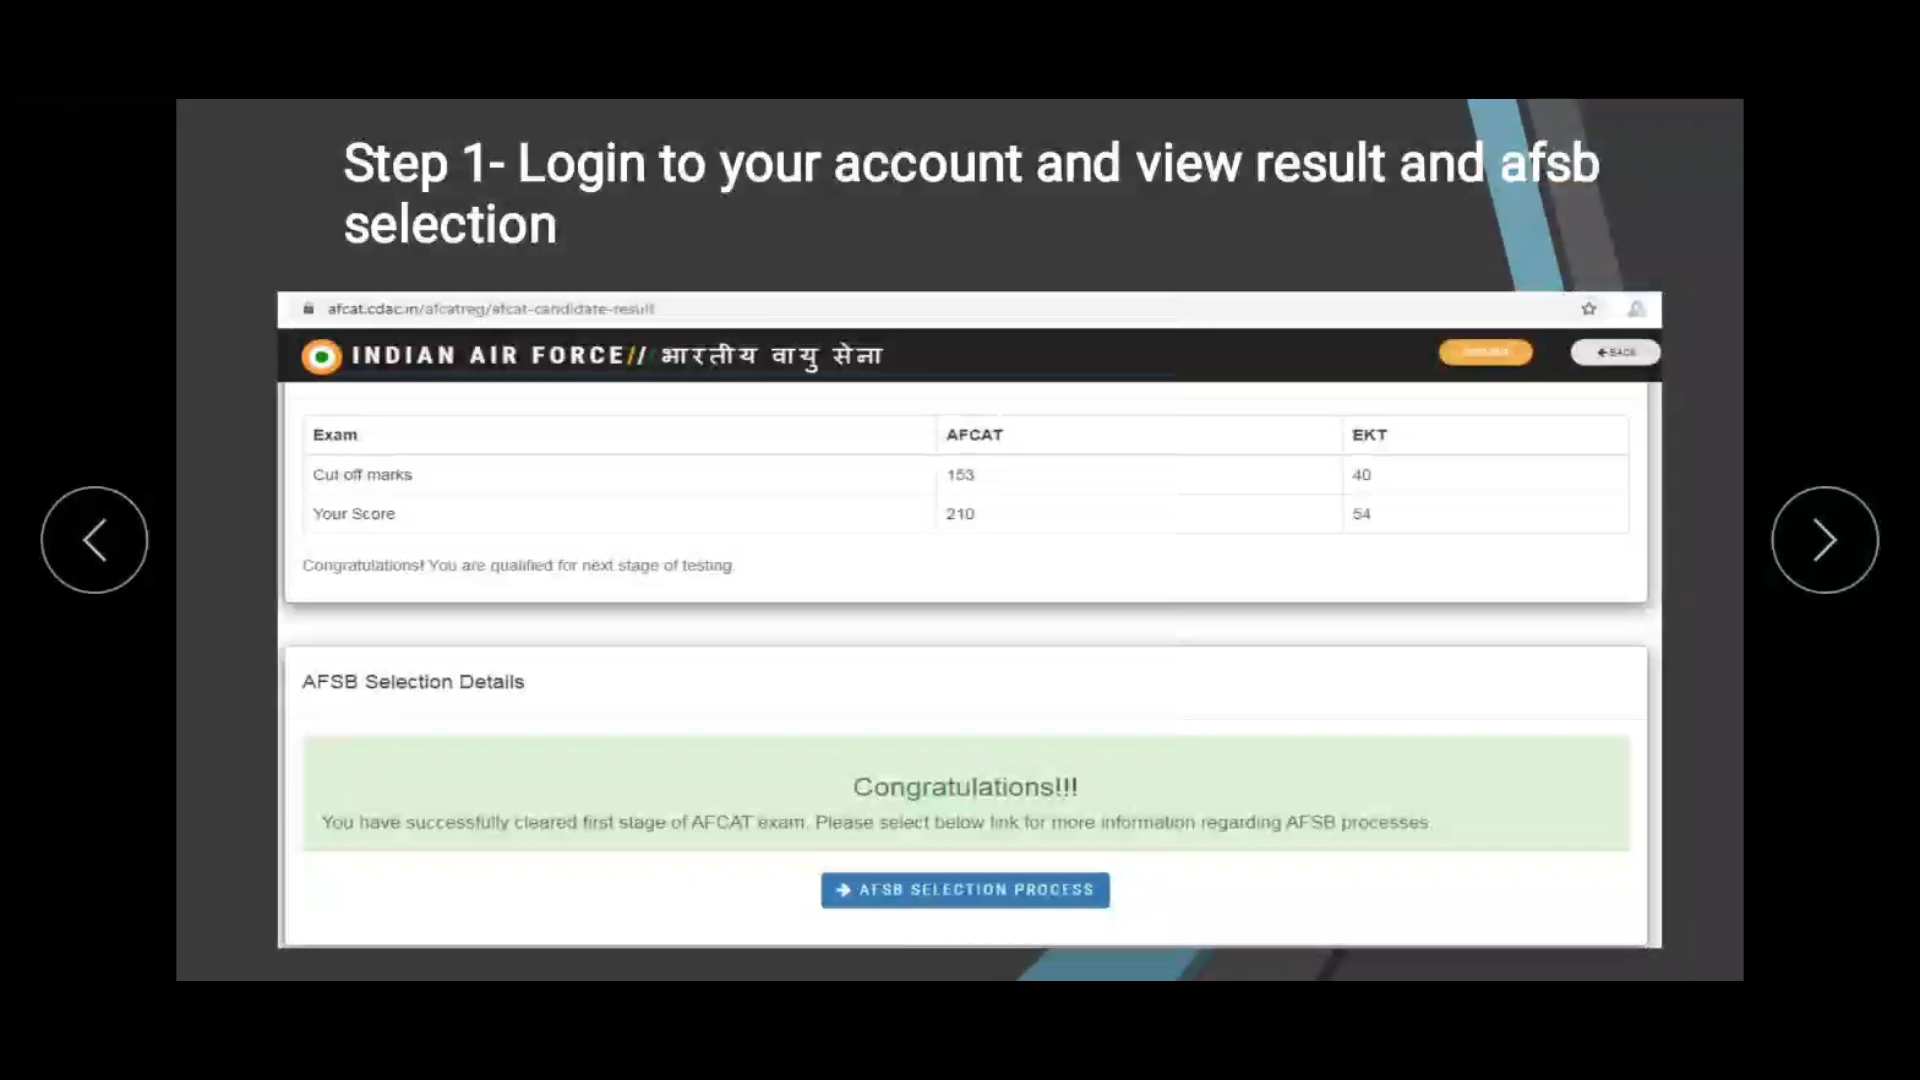 Step 1- Login to your account and view result and afsb
selection
afcat.cdac.in/afcatreg/afcat-candidate-result
INDIAN AIR FORCE// भारतीय वायु सेना
BACK
Exam AFCAT EKT
Cut off marks 153 40
Your Score 210 54
Congratulations! You are qualified for next stage of testing.
AFSB Selection Details
Congratulations!!!
You have successfully cleared first stage of AFCAT exam. Please select below link for more information regarding AFSB processes.
AFSB SELECTION PROCESS